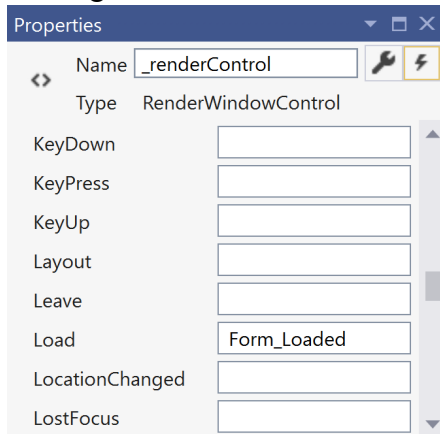 Properties
Name _renderControl
Type RenderWindowControl
KeyDown
KeyPress
KeyUp
Layout
Leave
Load Form_Loaded
LocationChanged
LostFocus